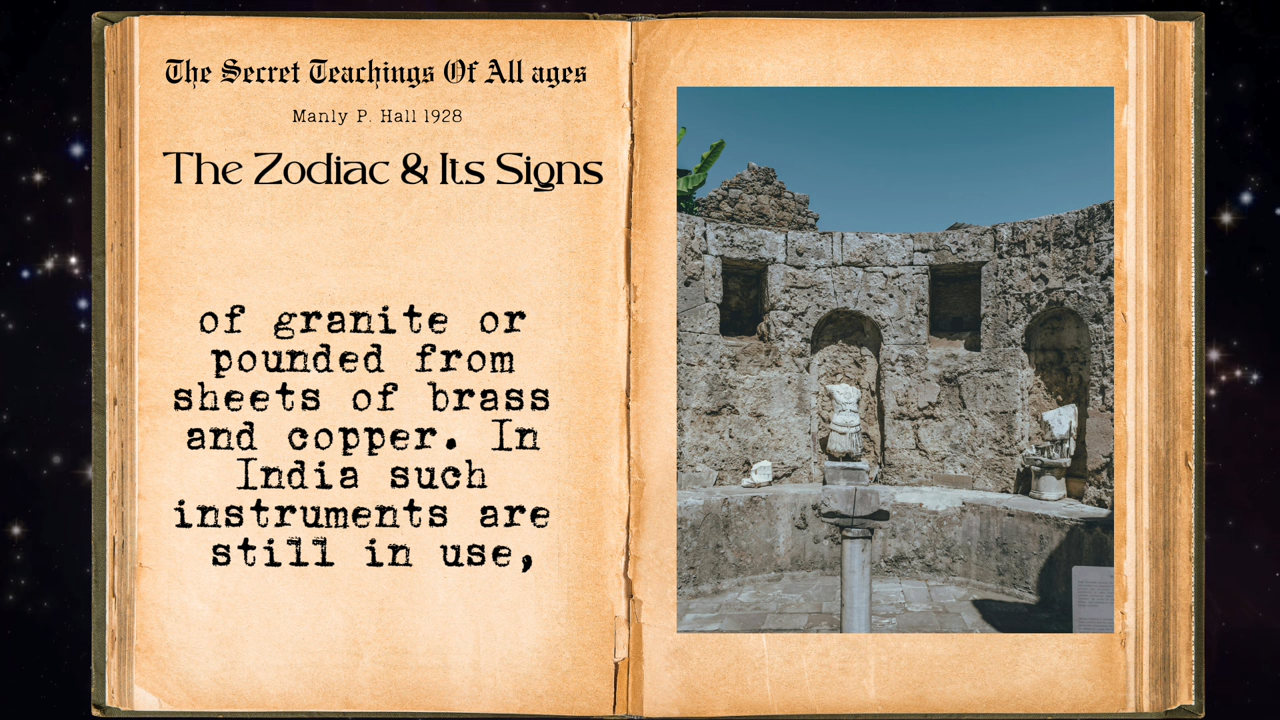 The Secret Teachings Of All ages
Manly P. Hall 1928
The Zodiac & Its Signs
of granite or
pounded from
sheets of brass
and copper. In
India such
instruments are
still in use,